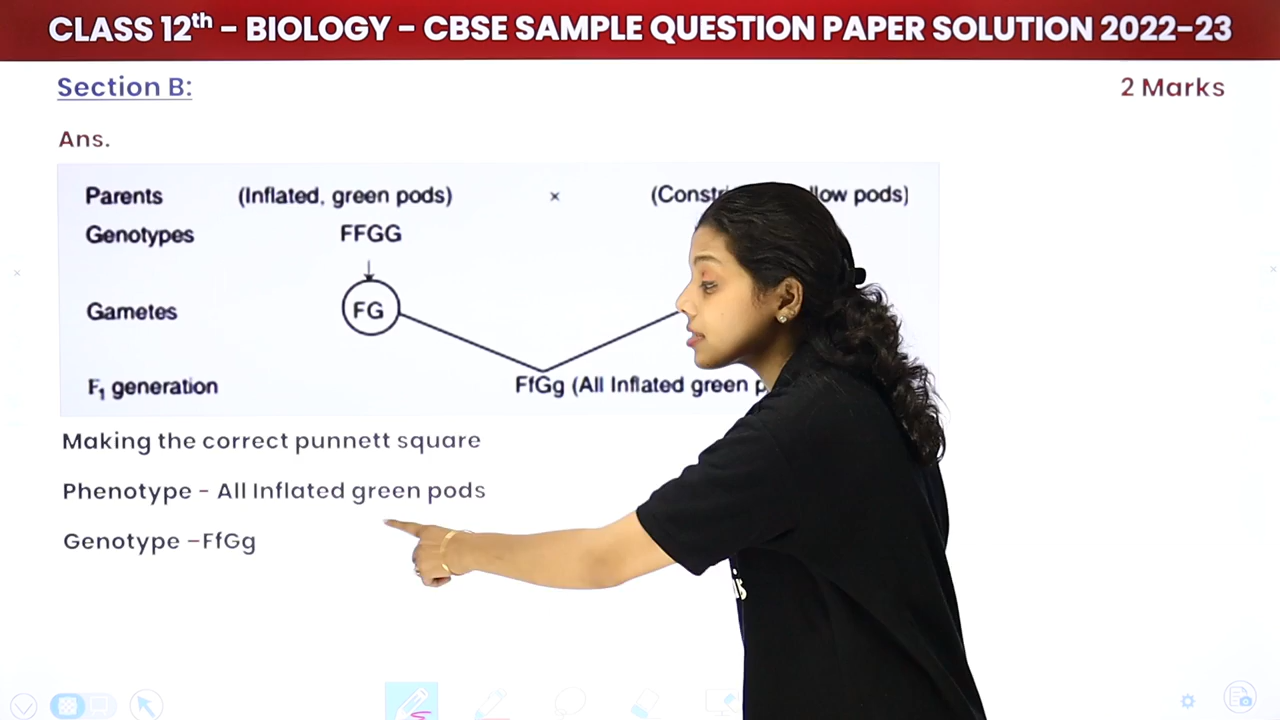 CLASS 12th – BIOLOGY – CBSE SAMPLE QUESTION PAPER SOLUTION 2022–23
Section B: 2 Marks
Ans.
Parents (Inflated, green pods) × pods)
Genotypes FFGG
Gametes FG
F₁ generation FfGg (All Inflated green
Making the correct punnett square
Phenotype - All Inflated green pods
Genotype –FfGg